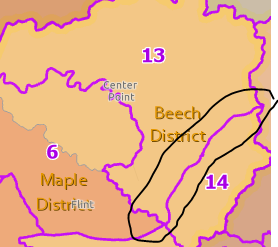 13
Center
Point
Beech
District
6
Maple
District
Flint
14